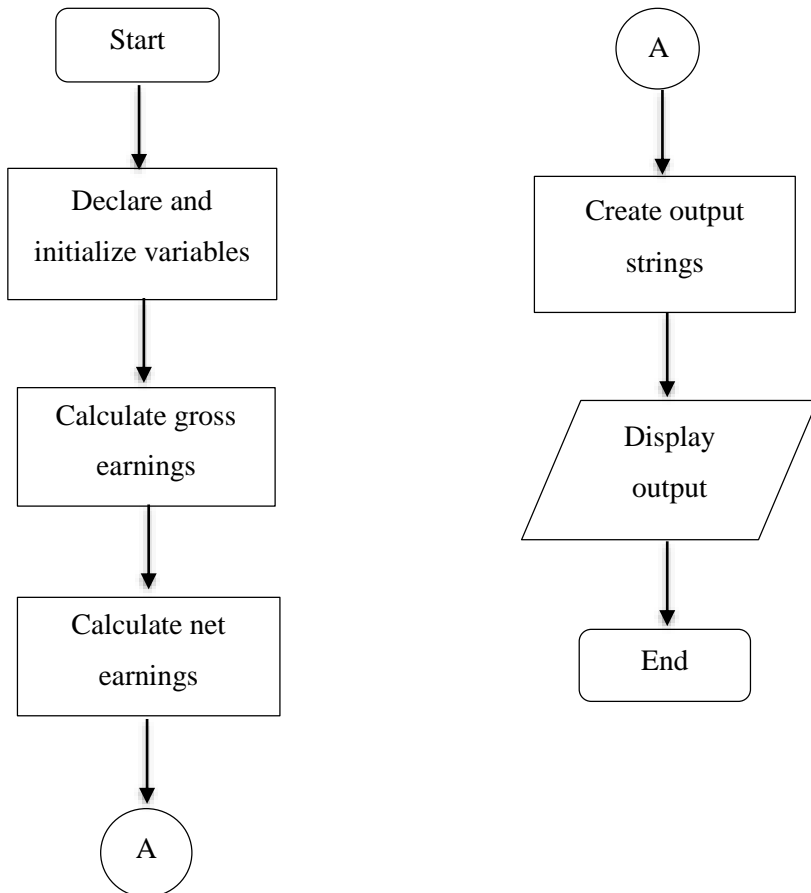 Start
Declare and
initialize variables
Calculate gross
earnings
Calculate net
earnings
A
A
Create output
strings
Display
output
End